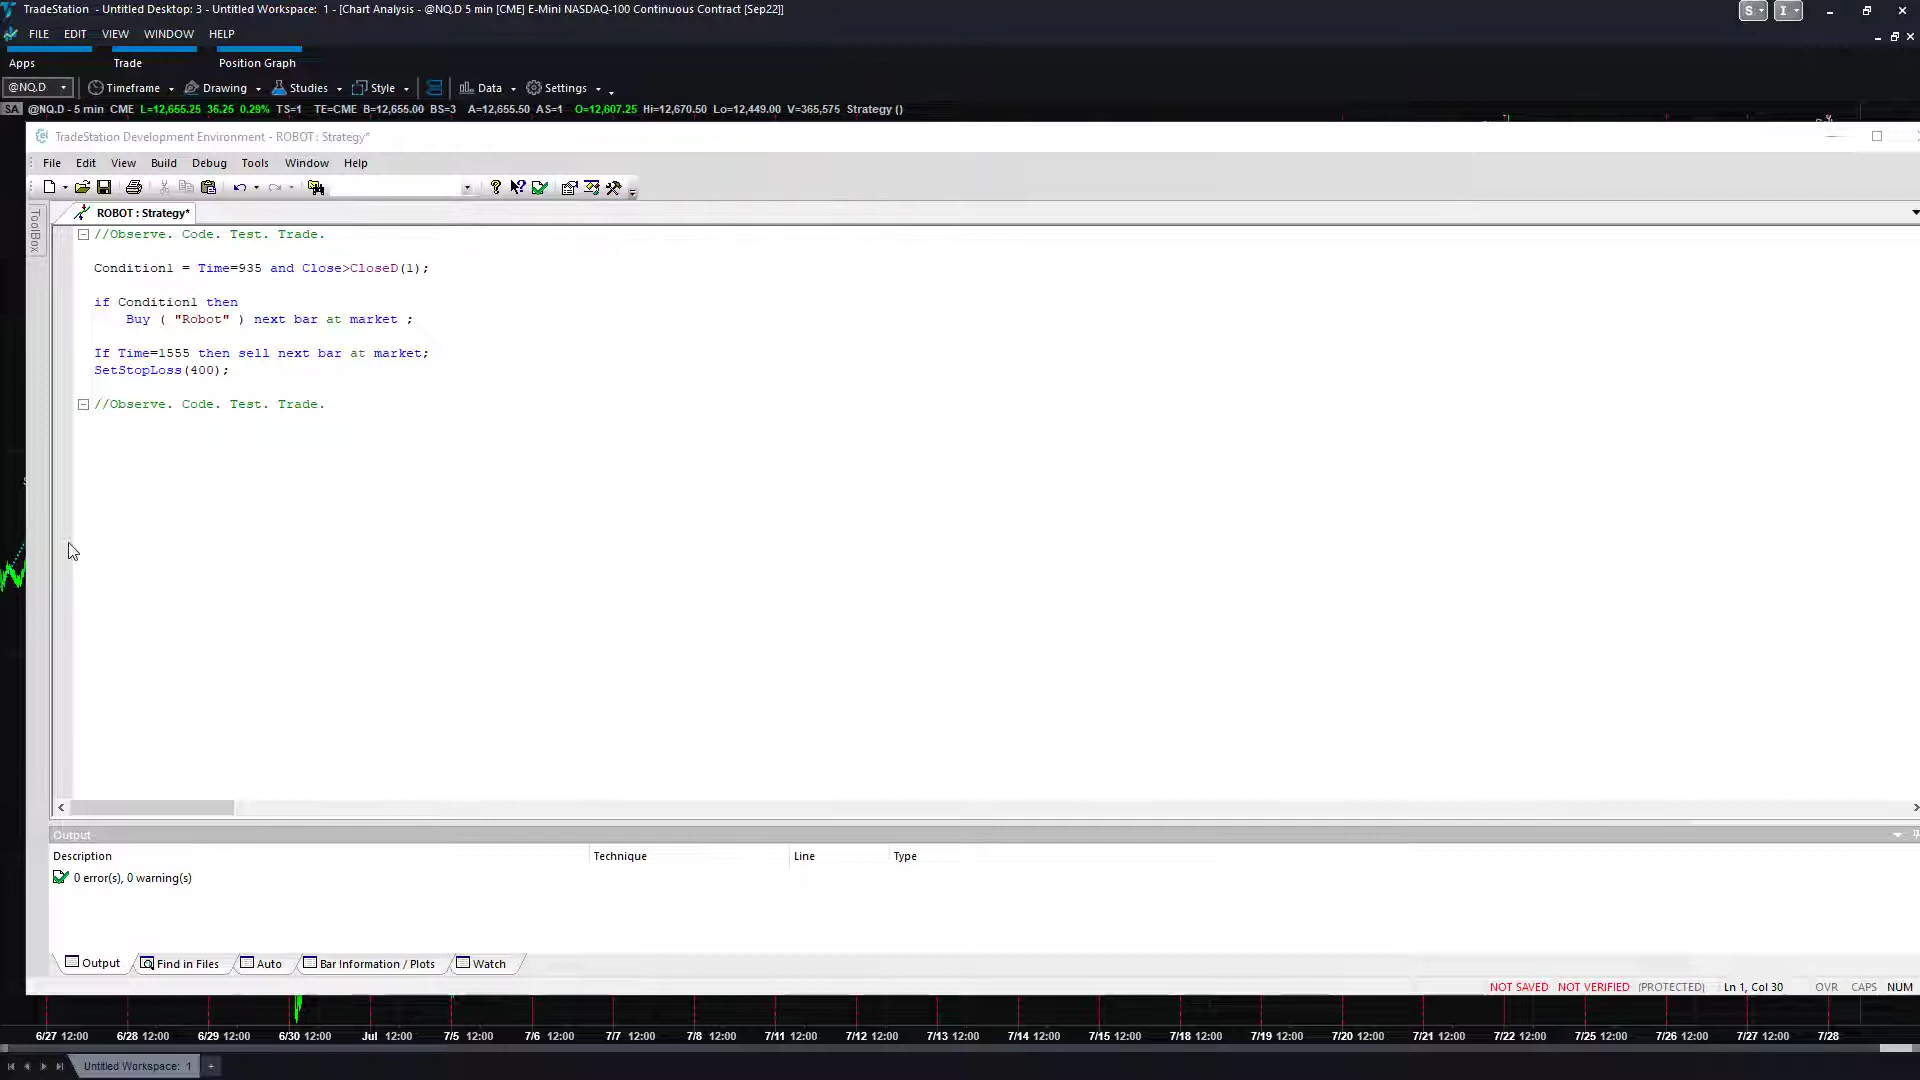 TradeStation - Untitled Desktop: 3 - Untitled Workspace: 1 - [Chart Analysis - @NQ.D 5 min [CME] E-Mini NASDAQ-100 Continuous Contract [Sep22]]
S
I
FILE EDIT VIEW WINDOW HELP
Apps Trade Position Graph
@NQ.D Timeframe Drawing Studies Style Data Settings
SA @NQ.D - 5 min CME L=12,655.25 36.25 0.29% TS=1 TE=CME B=12,655.00 BS=3 A=12,655.50 AS=1 O=12,607.25 Hi=12,670.50 Lo=12,449.00 V=365,575 Strategy ()
TradeStation Development Environment - ROBOT : Strategy*
File Edit View Build Debug Tools Window Help
ToolBox
ROBOT : Strategy*
//Observe. Code. Test. Trade.
Condition1 = Time=935 and Close>CloseD(1);
if Condition1 then
Buy ( "Robot" ) next bar at market ;
If Time=1555 then sell next bar at market;
SetStopLoss(400);
//Observe. Code. Test. Trade.
Output
Description Technique Line Type
0 error(s), 0 warning(s)
Output Find in Files Auto Bar Information / Plots Watch
NOT SAVED NOT VERIFIED (PROTECTED) Ln 1, Col 30 OVR CAPS NUM
6/27 12:00 6/28 12:00 6/29 12:00 6/30 12:00 Jul 12:00 7/5 12:00 7/6 12:00 7/7 12:00 7/8 12:00 7/11 12:00 7/12 12:00 7/13 12:00 7/14 12:00 7/15 12:00 7/18 12:00 7/19 12:00 7/20 12:00 7/21 12:00 7/22 12:00 7/25 12:00 7/26 12:00 7/27 12:00 7/28
Untitled Workspace: 1 +